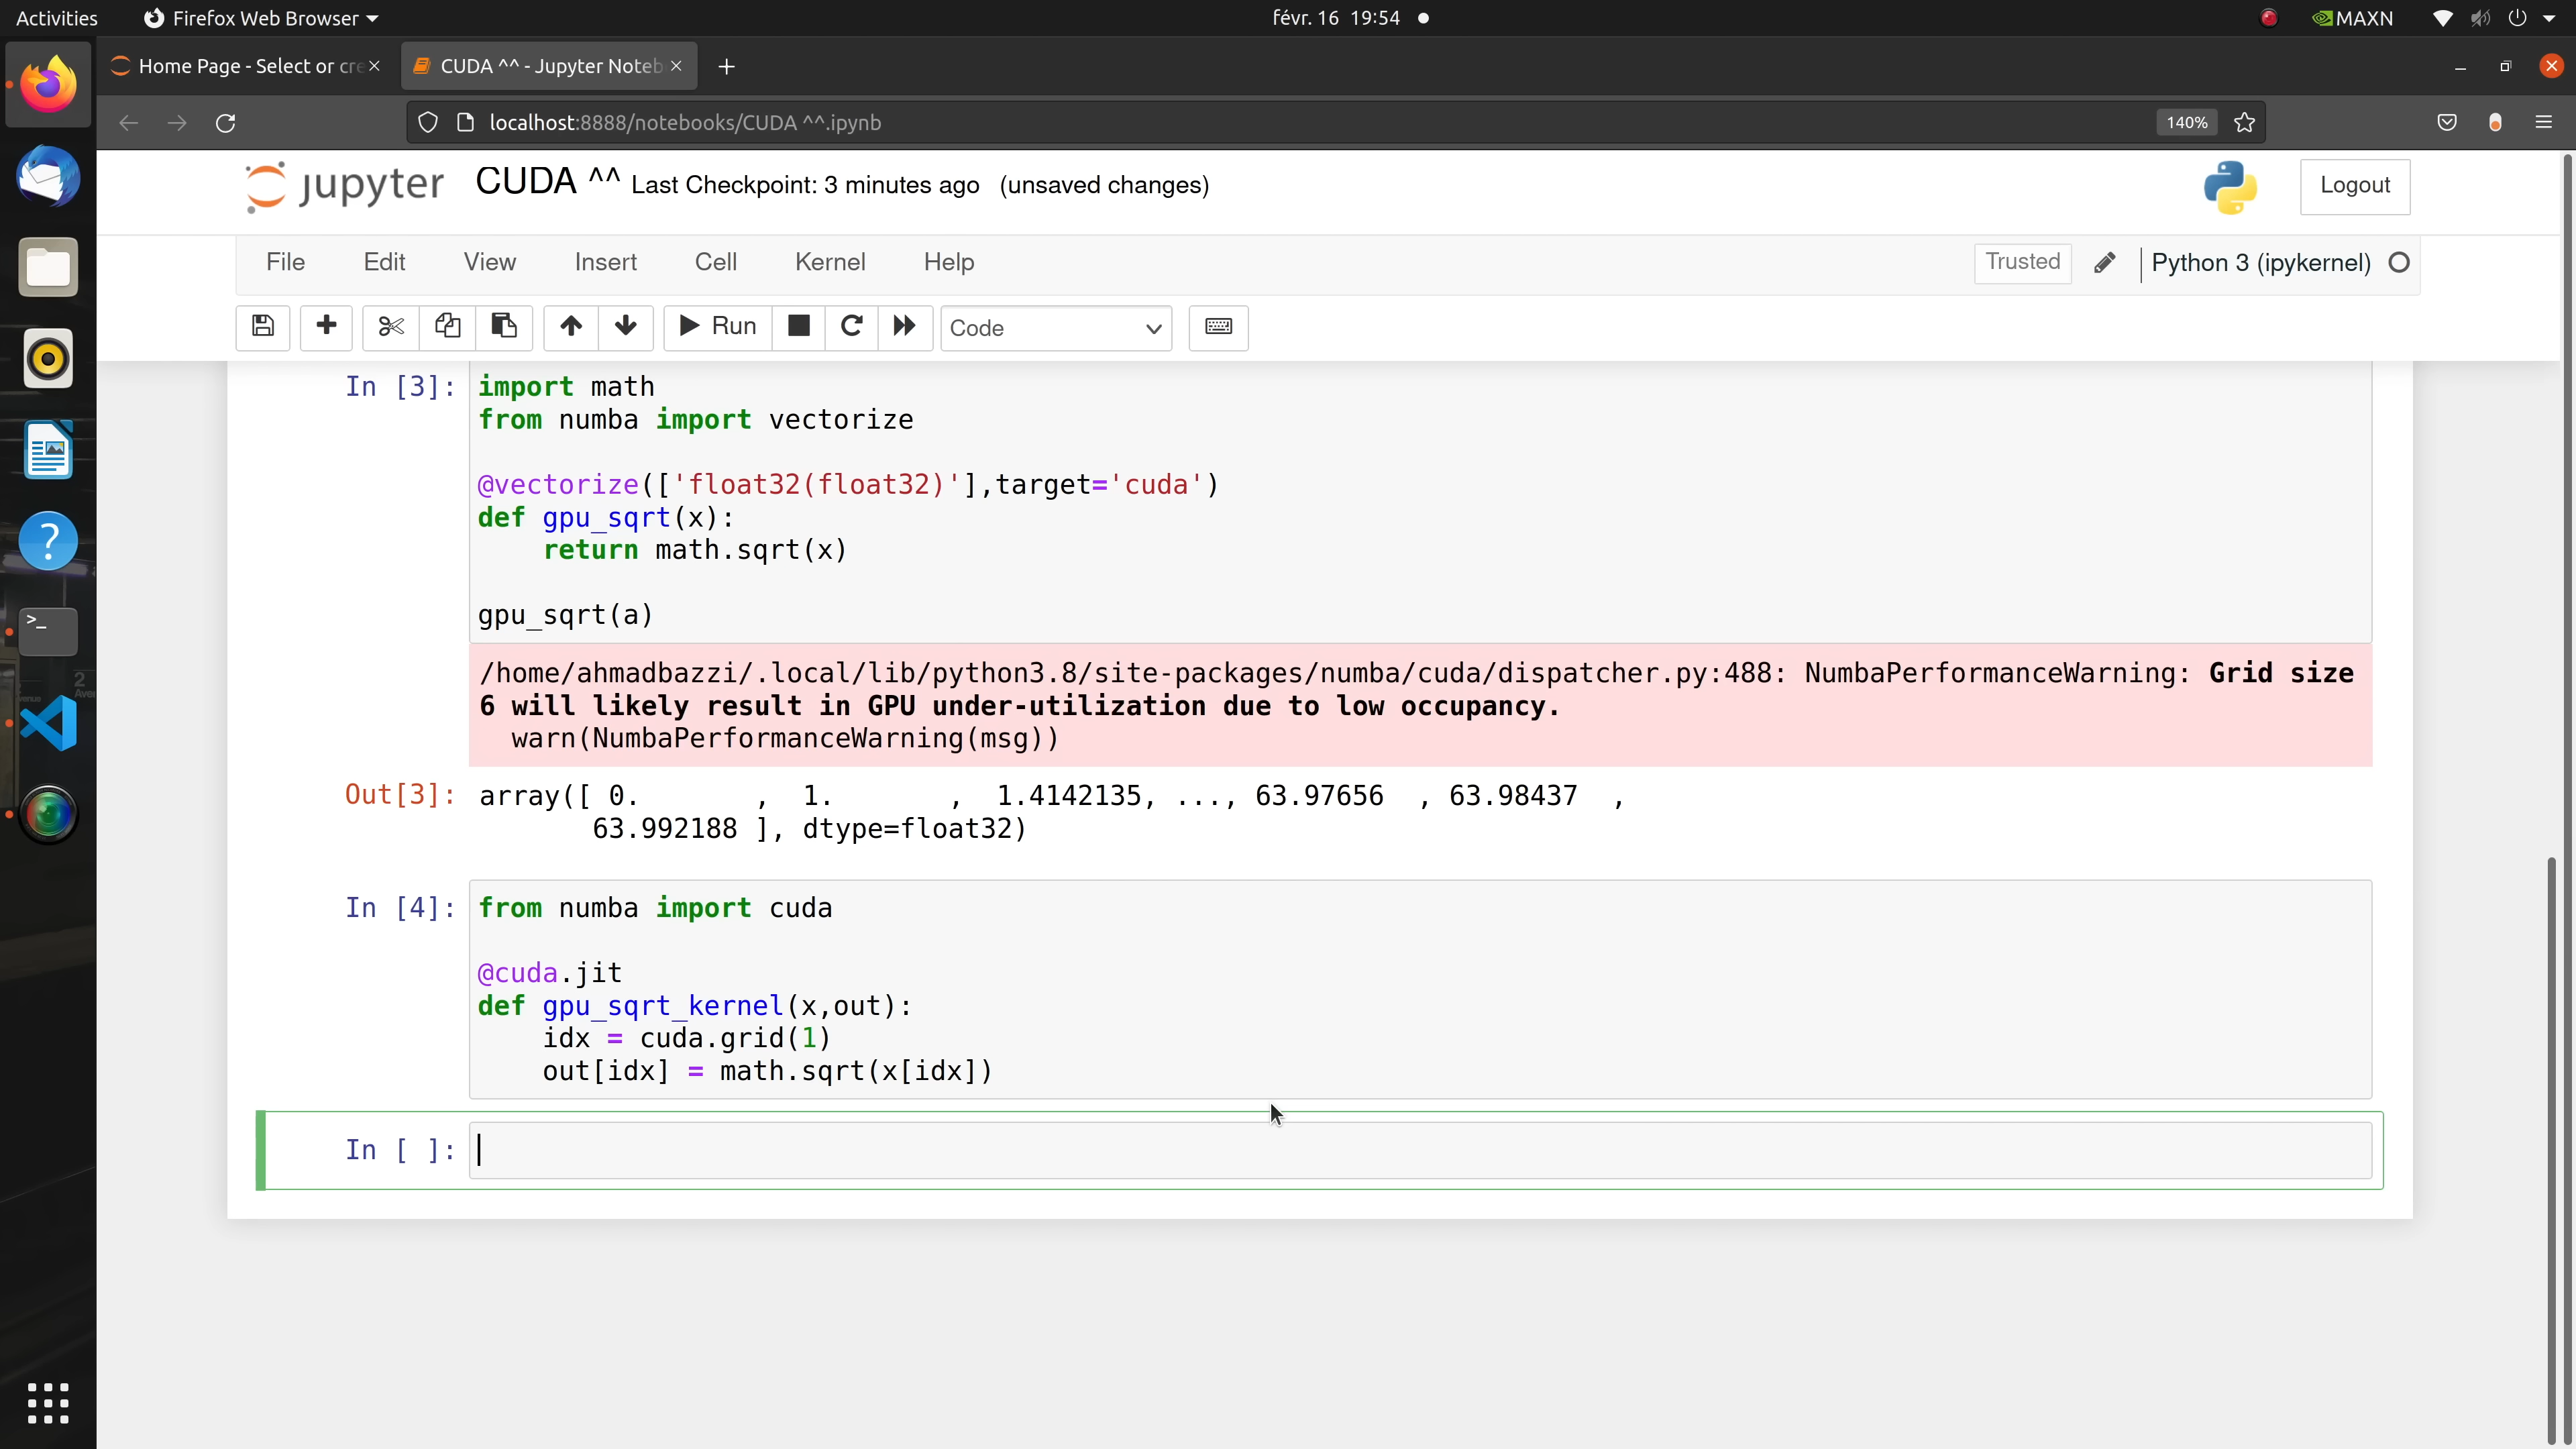 Activities Firefox Web Browser févr. 16 19:54 MAXN
Home Page - Select or cre CUDA ^^ - Jupyter Noteb
localhost:8888/notebooks/CUDA ^^.ipynb 140%
jupyter CUDA ^^ Last Checkpoint: 3 minutes ago (unsaved changes) Logout
File Edit View Insert Cell Kernel Help Trusted Python 3 (ipykernel)
Run Code
In [3]: import math
from numba import vectorize
@vectorize(['float32(float32)'],target='cuda')
def gpu_sqrt(x):
    return math.sqrt(x)
gpu_sqrt(a)
/home/ahmadbazzi/.local/lib/python3.8/site-packages/numba/cuda/dispatcher.py:488: NumbaPerformanceWarning: Grid size
6 will likely result in GPU under-utilization due to low occupancy.
  warn(NumbaPerformanceWarning(msg))
Out[3]: array([ 0.       ,  1.       ,  1.4142135, ..., 63.97656  , 63.98437  ,
       63.992188 ], dtype=float32)
In [4]: from numba import cuda
@cuda.jit
def gpu_sqrt_kernel(x,out):
    idx = cuda.grid(1)
    out[idx] = math.sqrt(x[idx])
In [ ]: